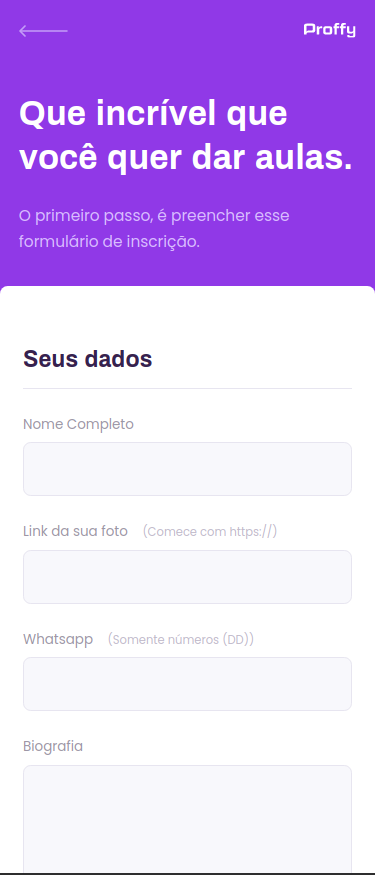 Proffy
Que incrível que
você quer dar aulas.
O primeiro passo, é preencher esse
formulário de inscrição.
Seus dados
Nome Completo
Link da sua foto (Comece com https://)
Whatsapp (Somente números (DD))
Biografia